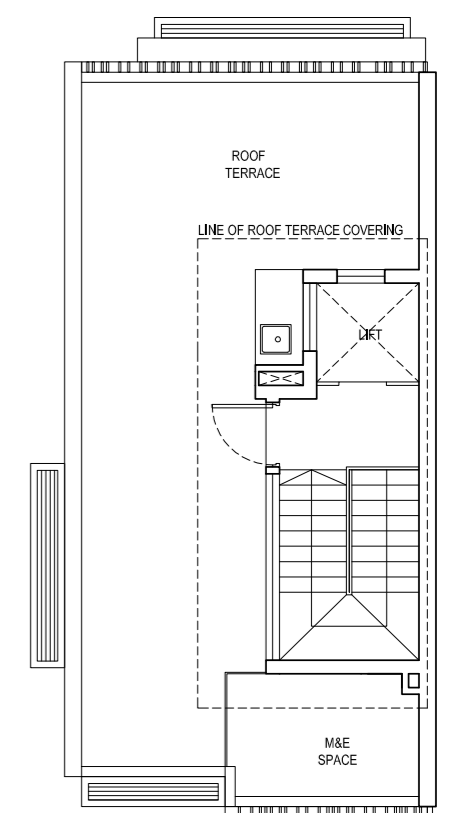 ROOF
TERRACE
LINE OF ROOF TERRACE COVERING
LIFT
M&E
SPACE